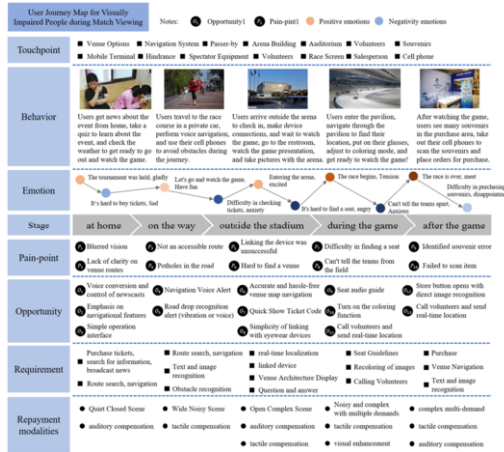 User Journey Map for Visually
Impaired People during Match Viewing
Notes:
Opportunity1
Pain-pint1
Positive emotions
Negativity emotions
Touchpoint
Venue Options
Navigation System
Passer-by
Arena Building
Auditorium
Volunteers
Souvenirs
Mobile Terminal
Hindrance
Spectator Equipment
Volunteers
Race Screen
Salesperson
Cell phone
Behavior
Users get news about the
event from home, take a
quiz to learn about the
event, and check the
weather to get ready to go
out and watch the game.
Users travel to the race
course in a private car,
perform voice navigation,
and use their cell phones
to avoid obstacles during
the journey.
Users arrive outside the arena
to check in, make device
connections, and wait to watch
the game, go to the restroom,
watch the game presentation,
and take pictures with the arena.
Users enter the pavilion,
navigate through the
pavilion to find their
location, put on their glasses,
adjust to coloring mode, and
get ready to watch the game!
After watching the game,
users see many souvenirs
in the purchase area, take
out their cell phones to
scan the souvenirs and
place orders for purchase.
Emotion
The tournament was held, gladly
It's hard to buy tickets, Sad
Let's go and watch the game,
Have fun
Difficulty in checking
tickets, anxiety
Entering the arena,
excited
It's hard to find a seat, angry
The race begins, Tension
Can't tell the teams apart,
Anxious
The race is over, meet
Difficulty in purchasing
souvenirs, disappointed
Stage
at home
on the way
outside the stadium
during the game
after the game
Pain-point
Blurred vision
Lack of clarity on
venue routes
Not an accessible route
Potholes in the road
Linking the device was
unsuccessful
Hard to find a venue
Difficulty in finding a seat
Can't tell the teams
from the field
Identified souvenir error
Failed to scan item
Opportunity
Voice conversion and
control of newscasts
Emphasis on
navigational features
Simple operation
interface
Navigation Voice Alert
Road drop recognition
alert (vibration or voice)
Accurate and hassle-free
venue map navigation
Quick Show Ticket Code
Simplicity of linking
with eyewear devices
Seat audio guide
Turn on the coloring
function
Call volunteers and
send real-time location
Store button opens with
direct image recognition
Call volunteers and send
real-time location
Requirement
Purchase tickets,
search for information,
broadcast news
Route search, navigation
Route search, navigation
Text and image
recognition
Obstacle recognition
real-time localization
linked device
Venue Architecture Display
Question and answer
Seat Guidelines
Recoloring of images
Calling Volunteers
Purchase
Venue Navigation
Text and image
recognition
Repayment
modalities
Quiet Closed Scene
auditory compensation
Wide Noisy Scene
tactile compensation
Open Complex Scene
auditory compensation
tactile compensation
Noisy and complex
with multiple demands
tactile compensation
visual enhancement
complex multi-demand
tactile compensation
auditory compensation